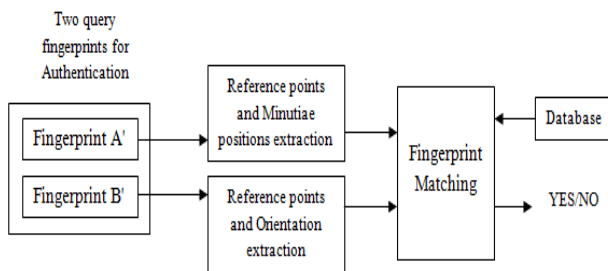 Two query
fingerprints for
Authentication
Fingerprint A'
Fingerprint B'
Reference points
and Minutiae
positions extraction
Reference points
and Orientation
extraction
Fingerprint
Matching
Database
YES/NO